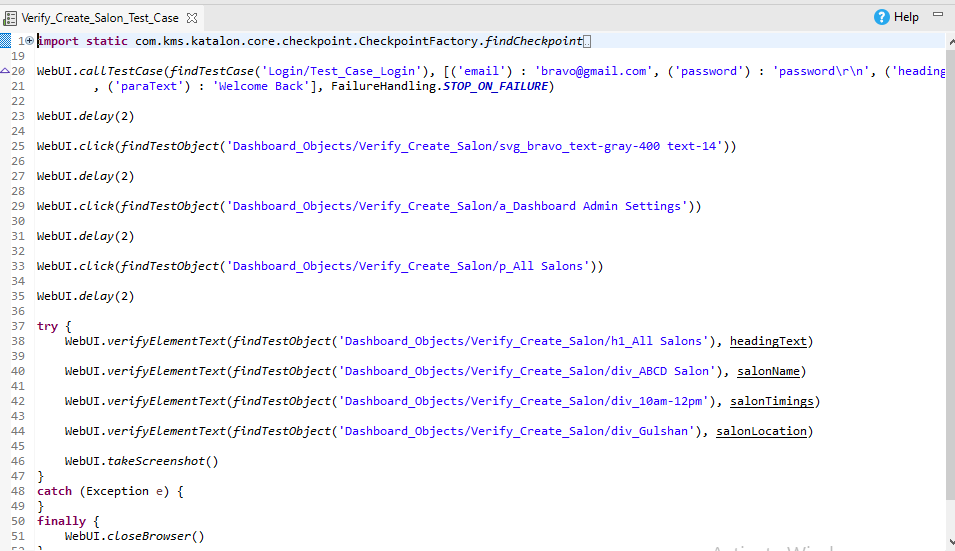 Verify_Create_Salon_Test_Case
Help
1 import static com.kms.katalon.core.checkpoint.CheckpointFactory.findCheckpoint
19
20 WebUI.callTestCase(findTestCase('Login/Test_Case_Login'), [('email') : 'bravo@gmail.com', ('password') : 'password\r\n', ('heading
21         , ('paraText') : 'Welcome Back'], FailureHandling.STOP_ON_FAILURE)
22
23 WebUI.delay(2)
24
25 WebUI.click(findTestObject('Dashboard_Objects/Verify_Create_Salon/svg_bravo_text-gray-400 text-14'))
26
27 WebUI.delay(2)
28
29 WebUI.click(findTestObject('Dashboard_Objects/Verify_Create_Salon/a_Dashboard Admin Settings'))
30
31 WebUI.delay(2)
32
33 WebUI.click(findTestObject('Dashboard_Objects/Verify_Create_Salon/p_All Salons'))
34
35 WebUI.delay(2)
36
37 try {
38     WebUI.verifyElementText(findTestObject('Dashboard_Objects/Verify_Create_Salon/h1_All Salons'), headingText)
39
40     WebUI.verifyElementText(findTestObject('Dashboard_Objects/Verify_Create_Salon/div_ABCD Salon'), salonName)
41
42     WebUI.verifyElementText(findTestObject('Dashboard_Objects/Verify_Create_Salon/div_10am-12pm'), salonTimings)
43
44     WebUI.verifyElementText(findTestObject('Dashboard_Objects/Verify_Create_Salon/div_Gulshan'), salonLocation)
45
46     WebUI.takeScreenshot()
47 }
48 catch (Exception e) {
49 }
50 finally {
51     WebUI.closeBrowser()